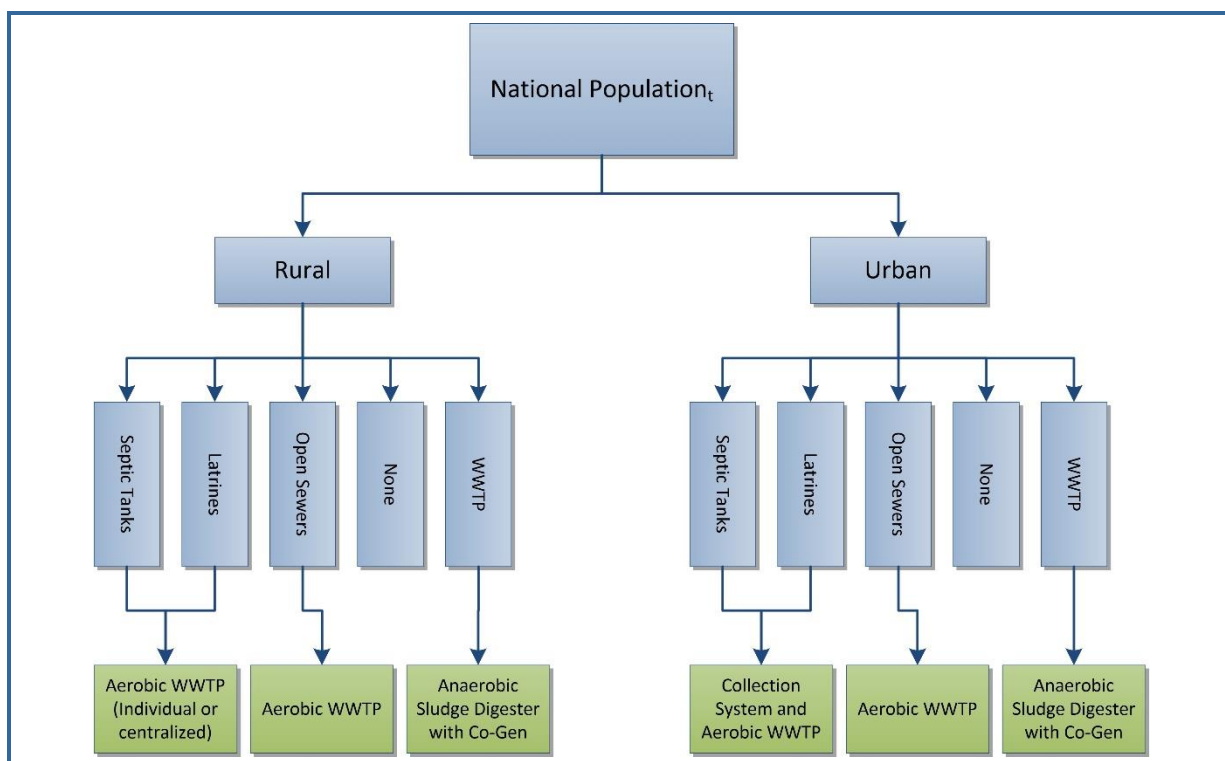 National Populationt
Rural
Urban
Septic Tanks
Latrines
Open Sewers
None
WWTP
Septic Tanks
Latrines
Open Sewers
None
WWTP
Aerobic WWTP
(Individual or
centralized)
Aerobic WWTP
Anaerobic
Sludge Digester
with Co-Gen
Collection
System and
Aerobic WWTP
Aerobic WWTP
Anaerobic
Sludge Digester
with Co-Gen